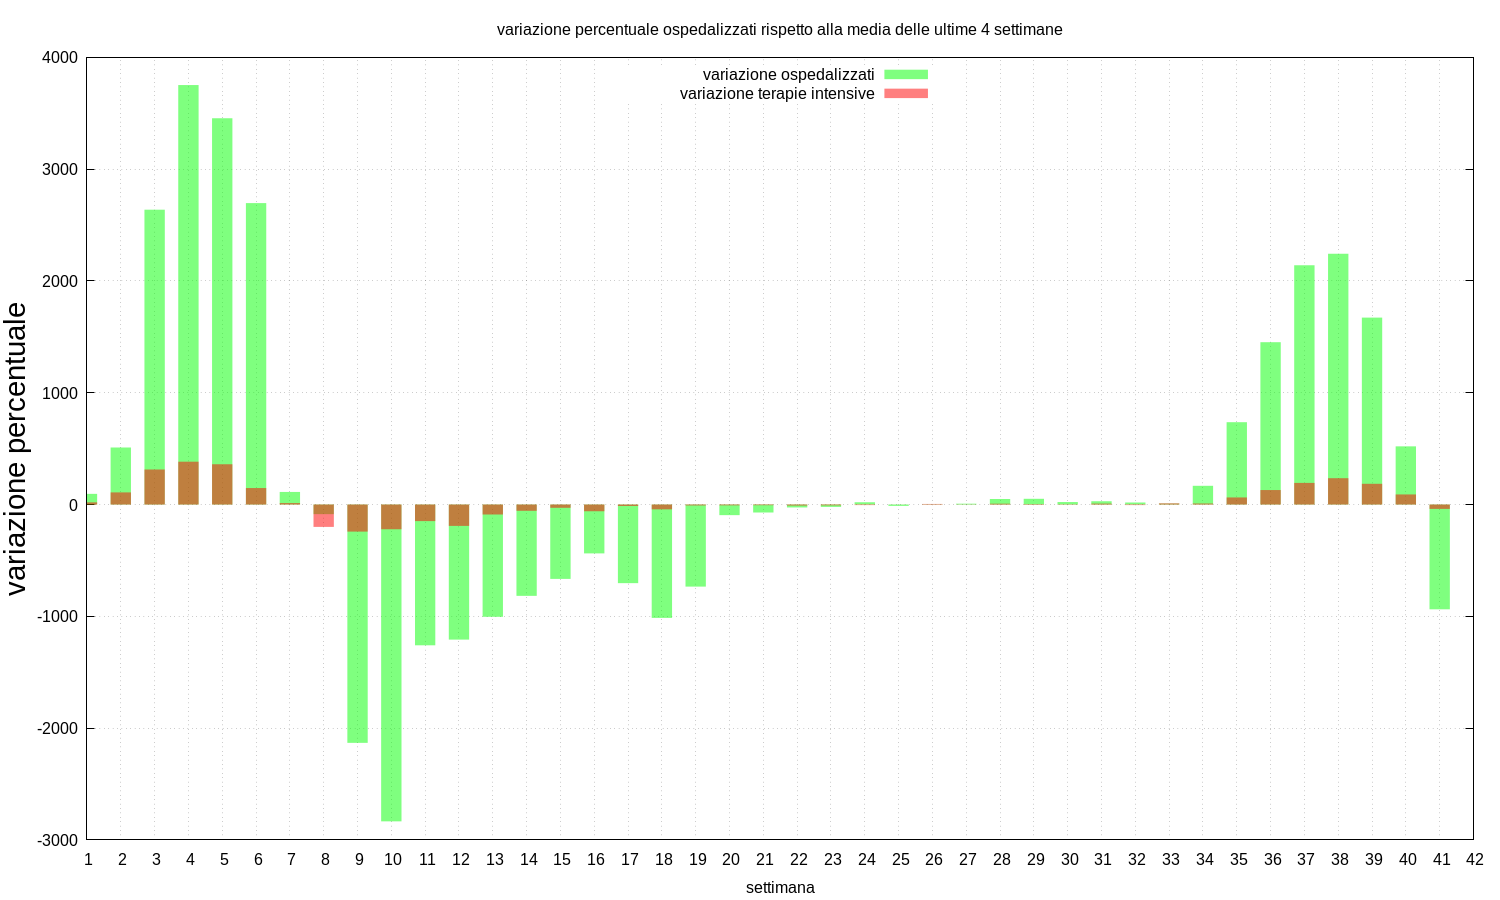 variazione percentuale ospedalizzati rispetto alla media delle ultime 4 settimane
variazione ospedalizzati
variazione terapie intensive
4000
3000
2000
1000
0
-1000
-2000
-3000
variazione percentuale
1 2 3 4 5 6 7 8 9 10 11 12 13 14 15 16 17 18 19 20 21 22 23 24 25 26 27 28 29 30 31 32 33 34 35 36 37 38 39 40 41 42
settimana